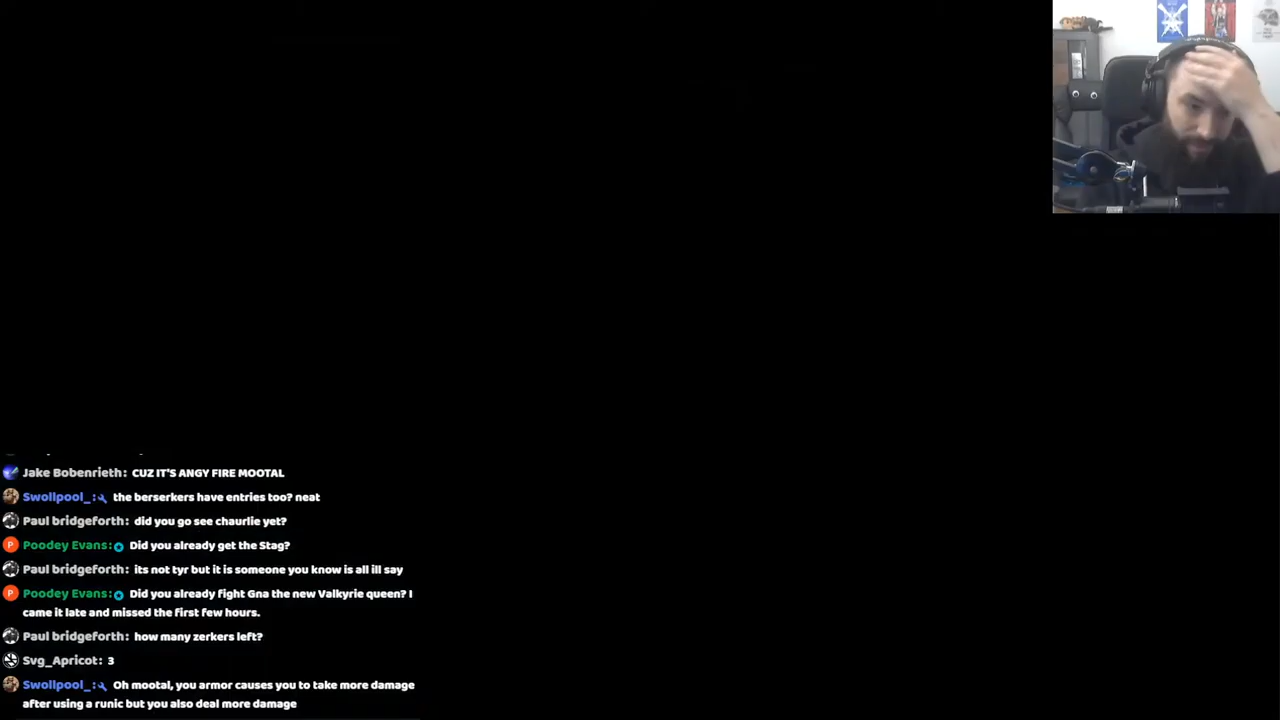 Jake Bobenrieth: CUZ IT'S ANGY FIRE MOOTAL
Swollpool_: the berserkers have entries too? neat
Paul bridgeforth: did you go see chaurlie yet?
P Poodey Evans: Did you already get the Stag?
Paul bridgeforth: its not tyr but it is someone you know is all ill say
P Poodey Evans: Did you already fight Gna the new Valkyrie queen? I
came it late and missed the first few hours.
Paul bridgeforth: how many zerkers left?
Svg_Apricot: 3
Swollpool_: Oh mootal, you armor causes you to take more damage
after using a runic but you also deal more damage